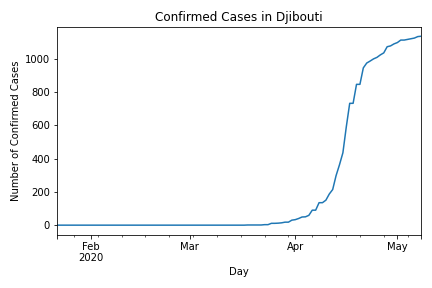 Confirmed Cases in Djibouti
Number of Confirmed Cases
1000
800
600
400
200
0
Feb
2020
Mar
Apr
May
Day